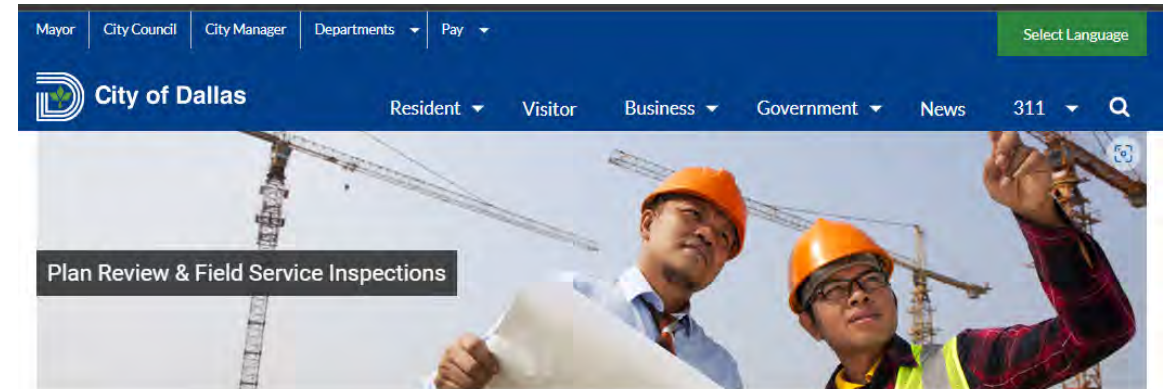 Mayor City Council City Manager Departments Pay
Select Language
City of Dallas
Resident Visitor Business Government News 311
Plan Review & Field Service Inspections